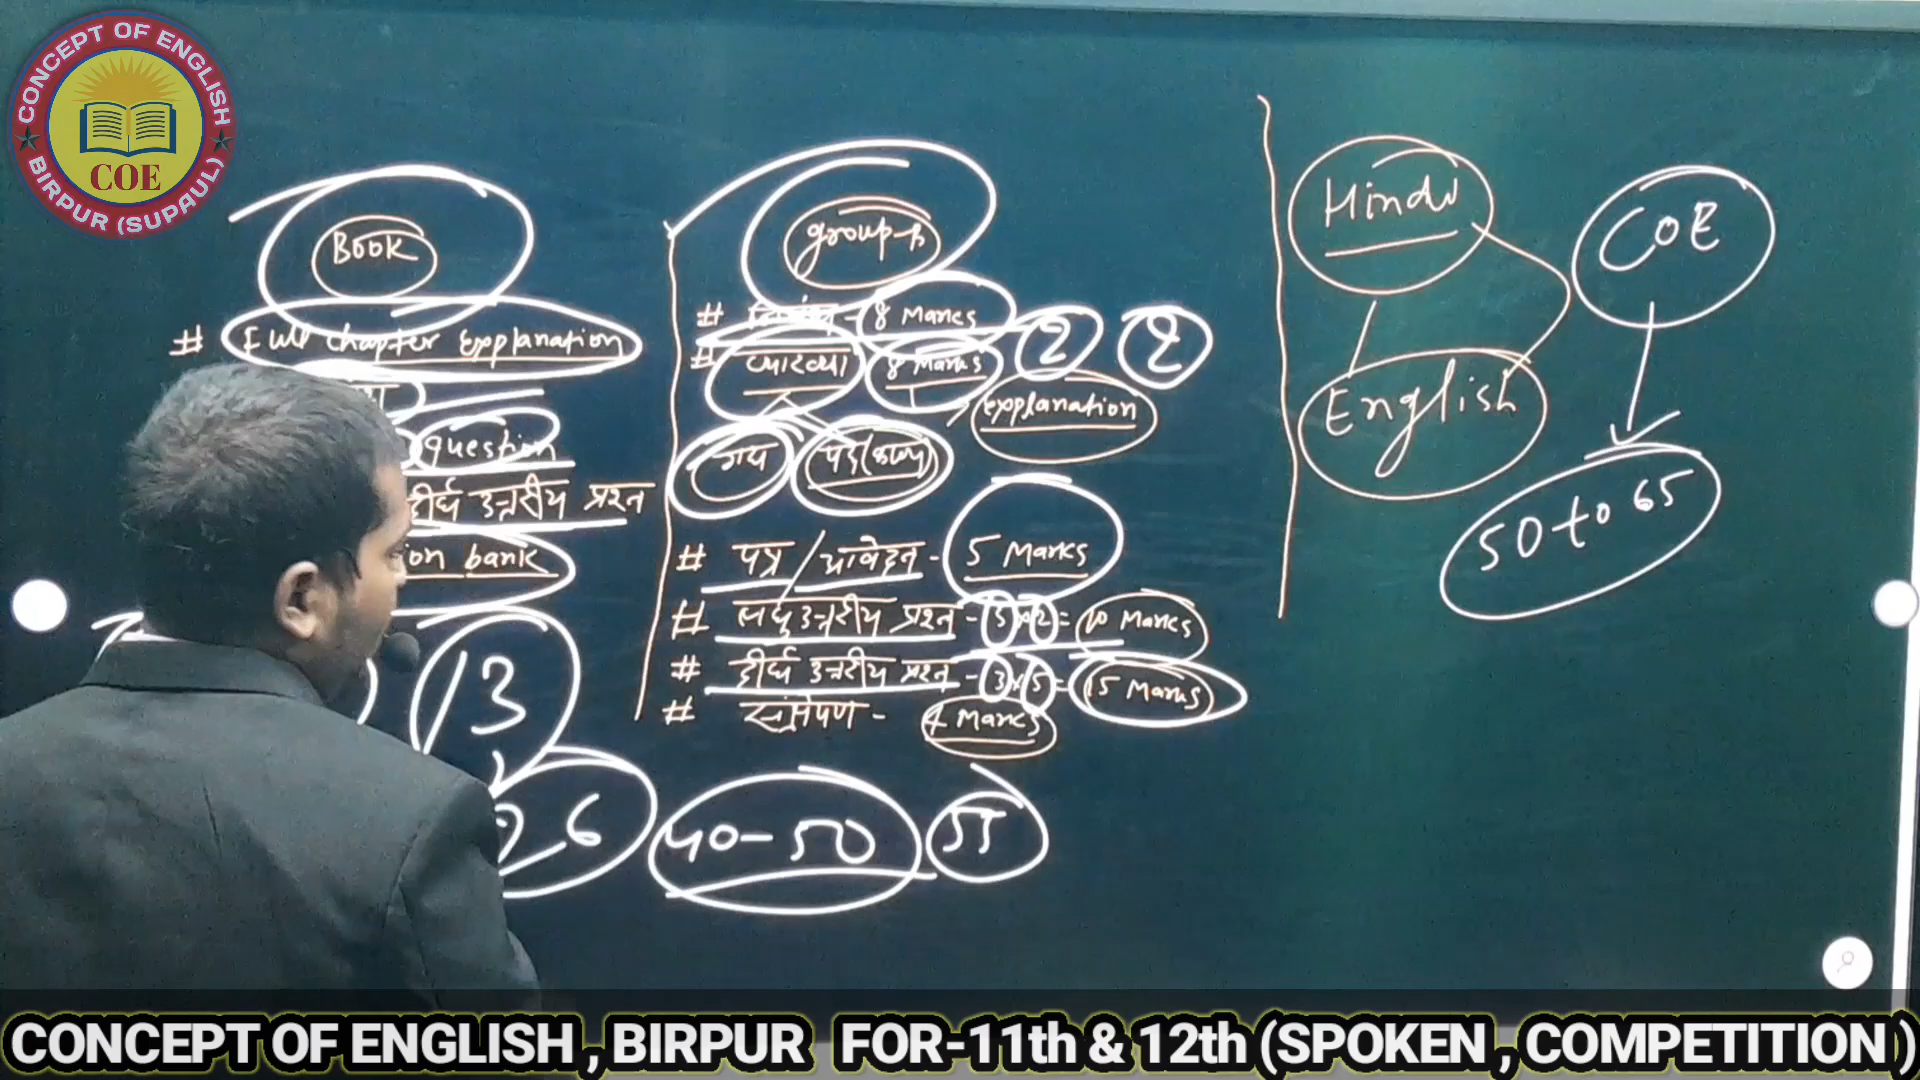 CONCEPT OF ENGLISH
COE
BIRPUR (SUPAUL)
Book
# Full chapter explanation
question
दीर्घ उत्तरीय प्रश्न
on bank
13
26
group-B
# निबंध - 8 Marks
# व्याख्या 8 Marks 2 2
explanation
गद्य पद्य(काव्य)
# पत्र / आवेदन - 5 Marks
# लघु उत्तरीय प्रश्न - 5x2= 10 Marks
# दीर्घ उत्तरीय प्रश्न - 3x5= 15 Marks
# संक्षेपण - 4 Marks
40-50 55
Hindi
English
COE
50 to 65
CONCEPT OF ENGLISH , BIRPUR FOR-11th & 12th (SPOKEN , COMPETITION )